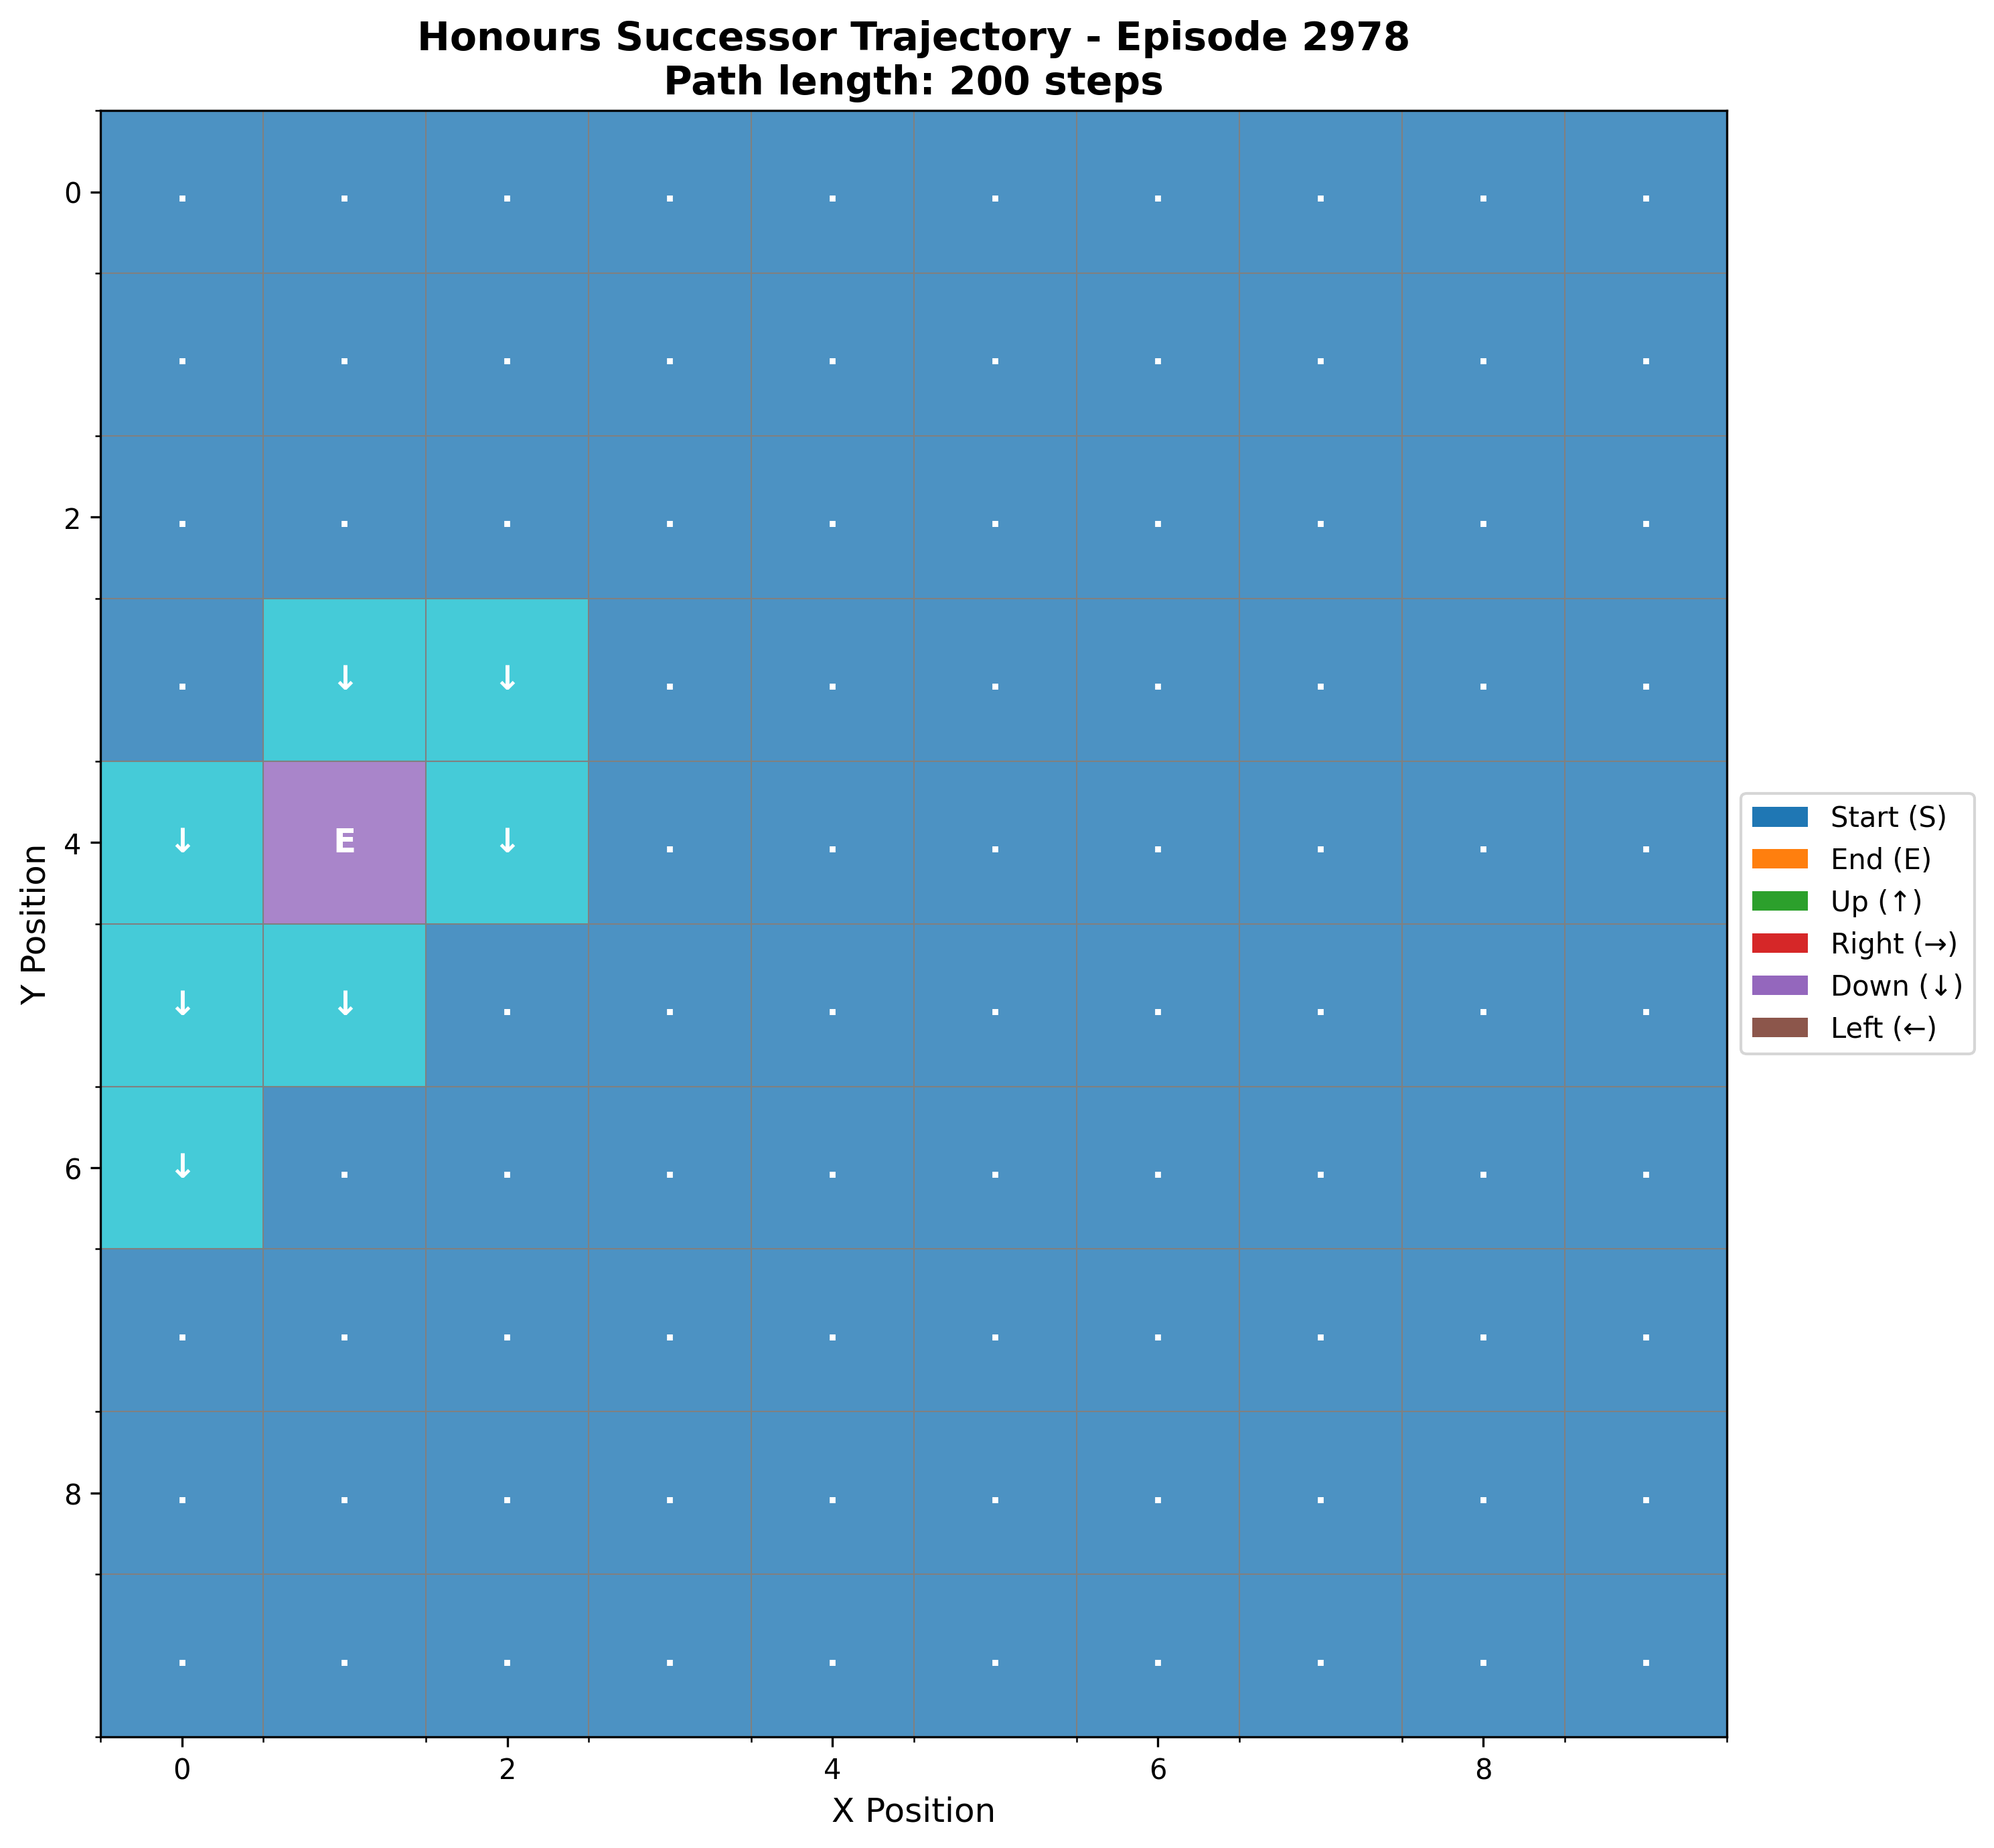 Honours Successor Trajectory - Episode 2978
Path length: 200 steps
0
2
↓ ↓
4
↓ E ↓
↓ ↓
6
↓
8
0 2 4 6 8
X Position
Y Position
Start (S)
End (E)
Up (↑)
Right (→)
Down (↓)
Left (←)